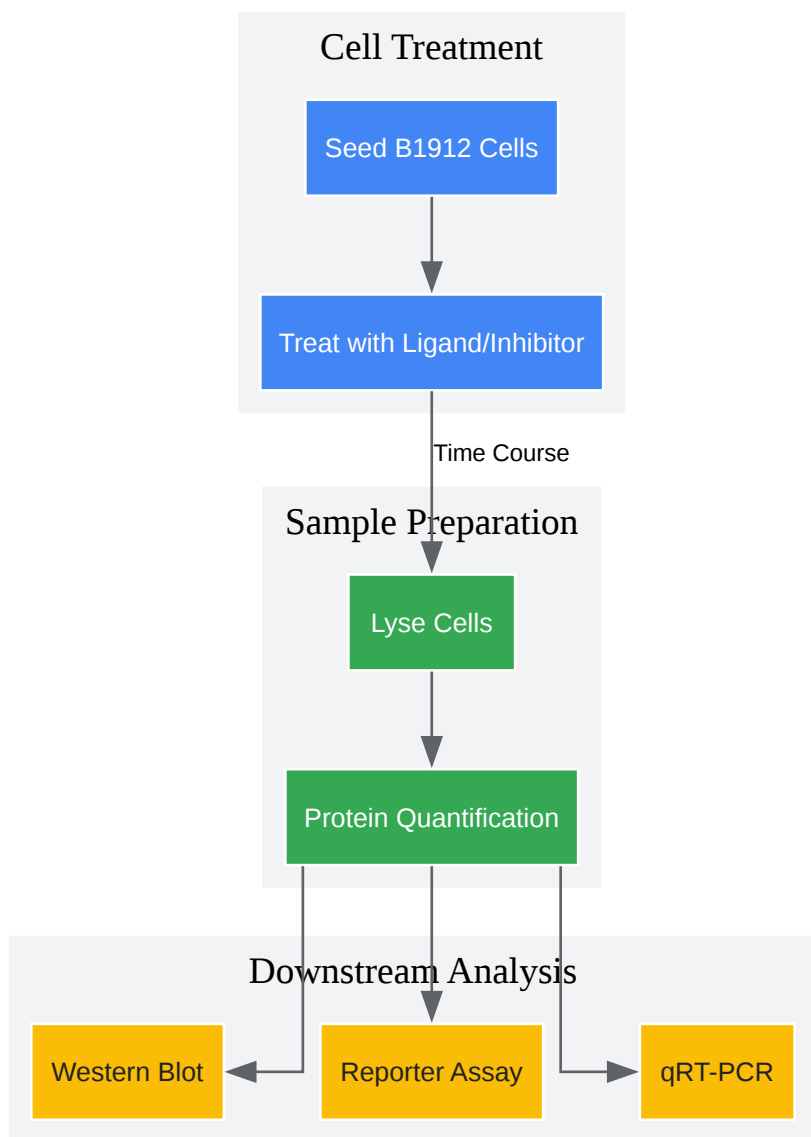 Cell Treatment
Seed B1912 Cells
Treat with Ligand/Inhibitor
Time Course
Sample Preparation
Lyse Cells
Protein Quantification
Downstream Analysis
Western Blot
Reporter Assay
qRT-PCR